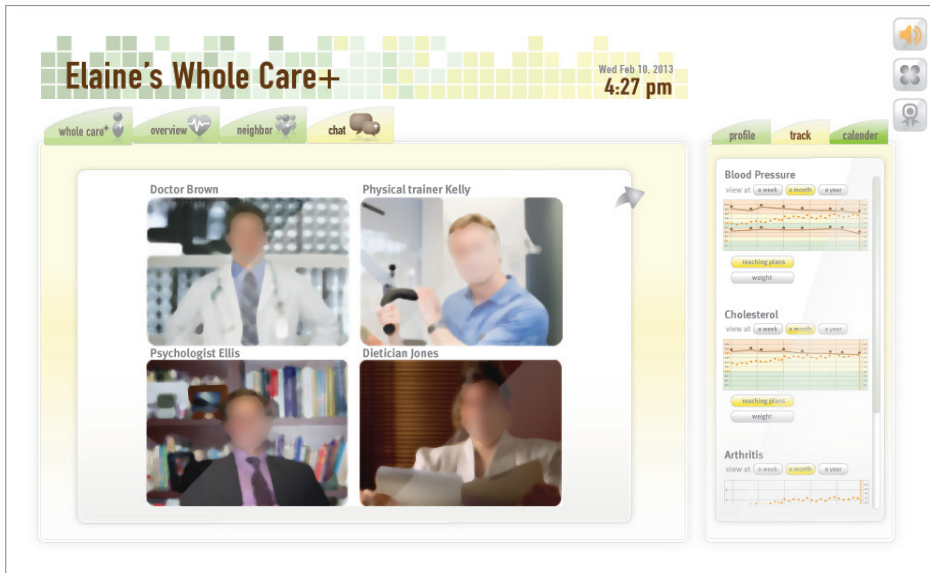 Elaine's Whole Care+
Wed Feb 10, 2013
4:27 pm
whole care+
overview
neighbor
chat
profile
track
calender
Doctor Brown
Physical trainer Kelly
Psychologist Ellis
Dietician Jones
Blood Pressure
view at a week a month a year
reaching plans
weight
Cholesterol
view at a week a month a year
reaching plans
weight
Arthritis
view at a week a month a year